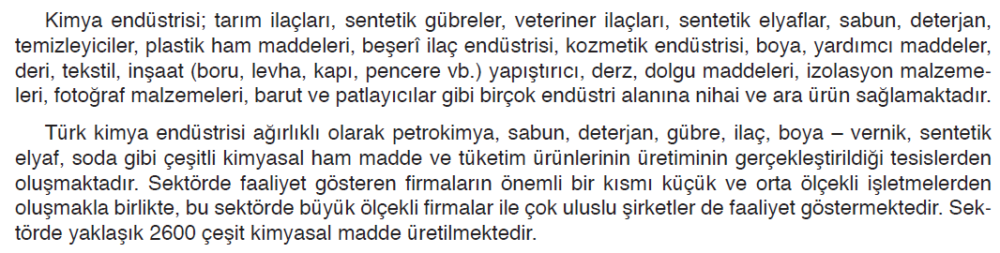 Kimya endüstrisi; tarım ilaçları, sentetik gübreler, veteriner ilaçları, sentetik elyaflar, sabun, deterjan,
temizleyiciler, plastik ham maddeleri, beşerî ilaç endüstrisi, kozmetik endüstrisi, boya, yardımcı maddeler,
deri, tekstil, inşaat (boru, levha, kapı, pencere vb.) yapıştırıcı, derz, dolgu maddeleri, izolasyon malzeme-
leri, fotoğraf malzemeleri, barut ve patlayıcılar gibi birçok endüstri alanına nihai ve ara ürün sağlamaktadır.
Türk kimya endüstrisi ağırlıklı olarak petrokimya, sabun, deterjan, gübre, ilaç, boya – vernik, sentetik
elyaf, soda gibi çeşitli kimyasal ham madde ve tüketim ürünlerinin üretiminin gerçekleştirildiği tesislerden
oluşmaktadır. Sektörde faaliyet gösteren firmaların önemli bir kısmı küçük ve orta ölçekli işletmelerden
oluşmakla birlikte, bu sektörde büyük ölçekli firmalar ile çok uluslu şirketler de faaliyet göstermektedir. Sek-
törde yaklaşık 2600 çeşit kimyasal madde üretilmektedir.